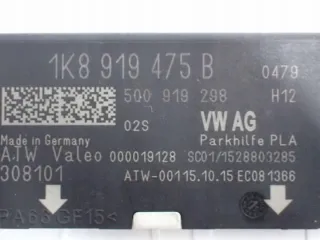 1K8 919 475 B 0479
5Q0 919 298 H12
02S VW AG
Made in Germany Parkhilfe PLA
ATW Valeo 000019128 SC01/1528803285
308101 ATW-00115.10.15 EC081366
PA66 GF15<